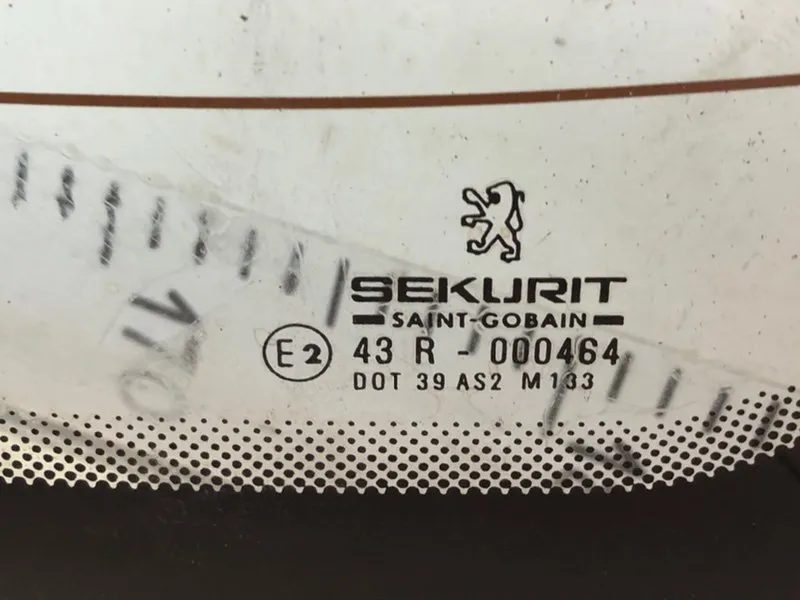 SEKURIT
SAINT-GOBAIN
E2 43 R - 000464
DOT 39 AS2 M133